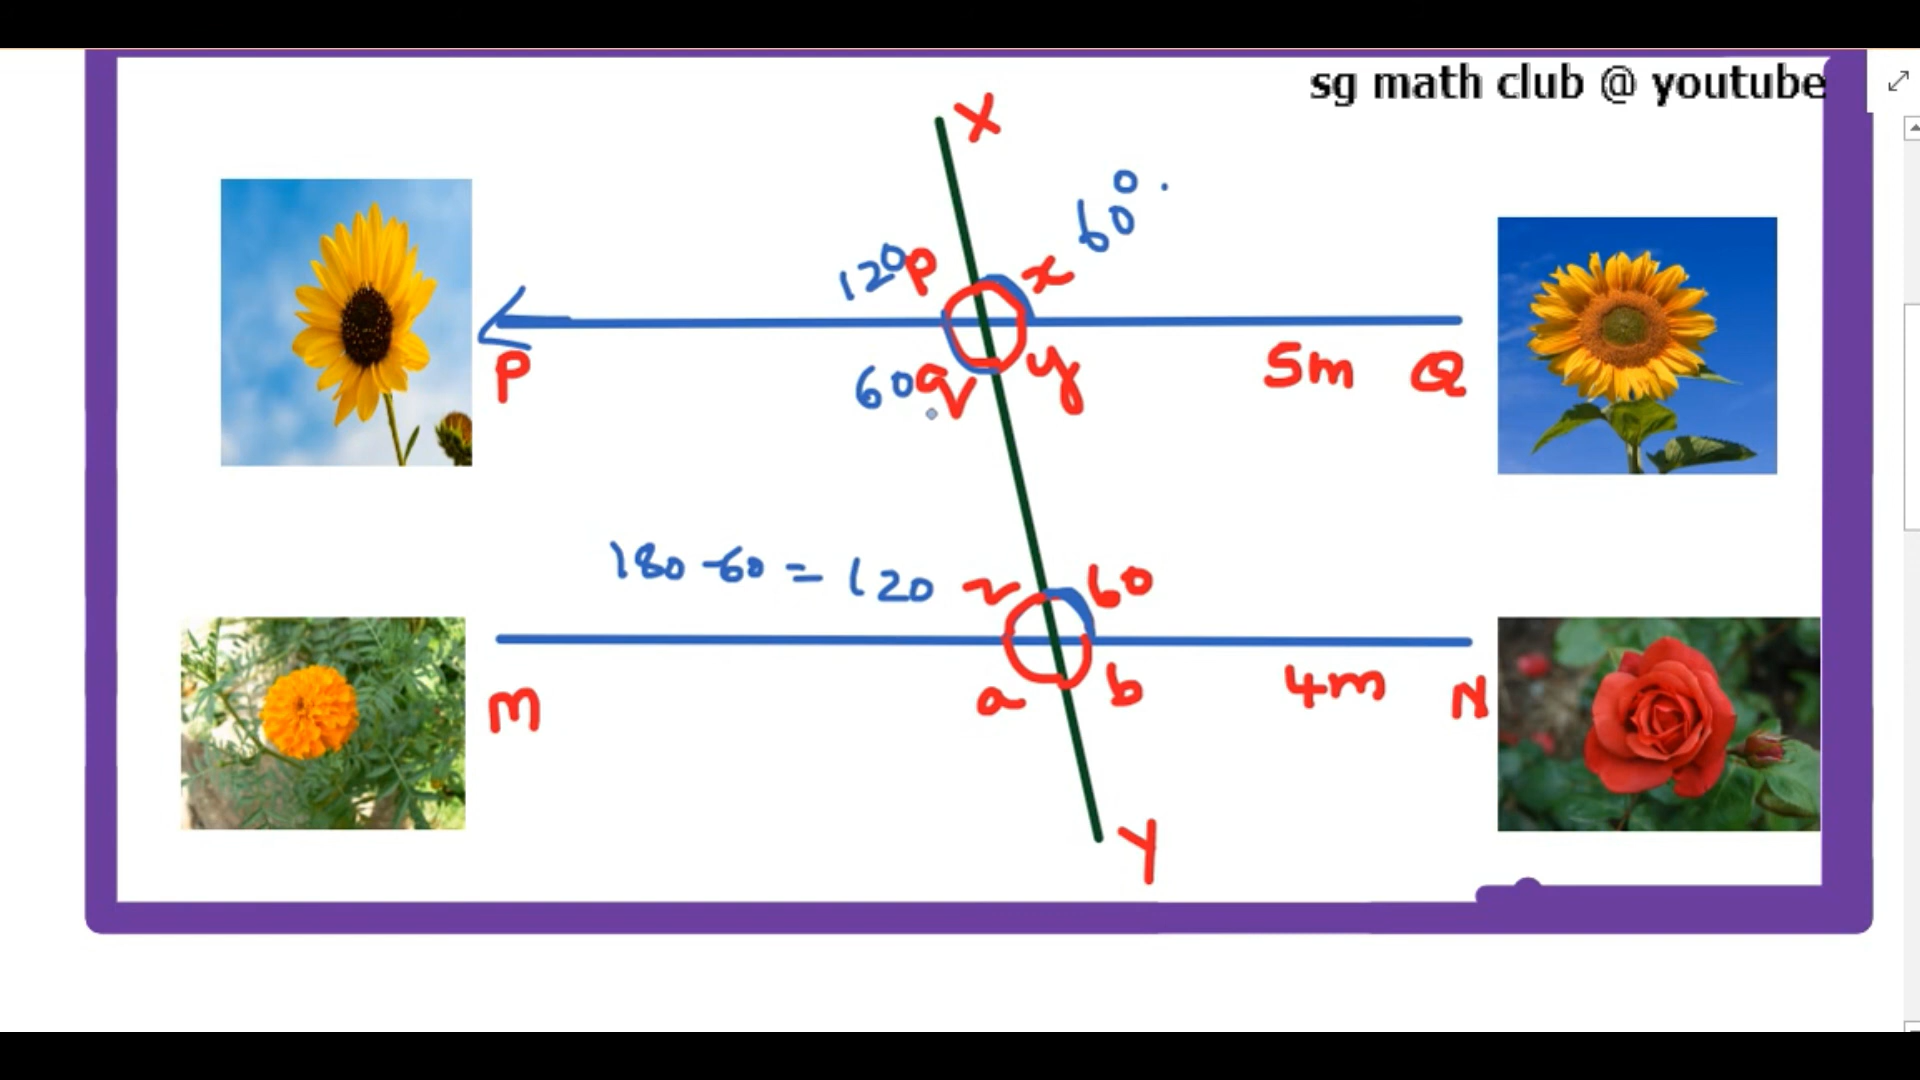 sg math club @ youtube
X
60°.
120 p x
P
5m Q
60 q y
180 - 60 = 120 r 60
M
a b
4m N
Y